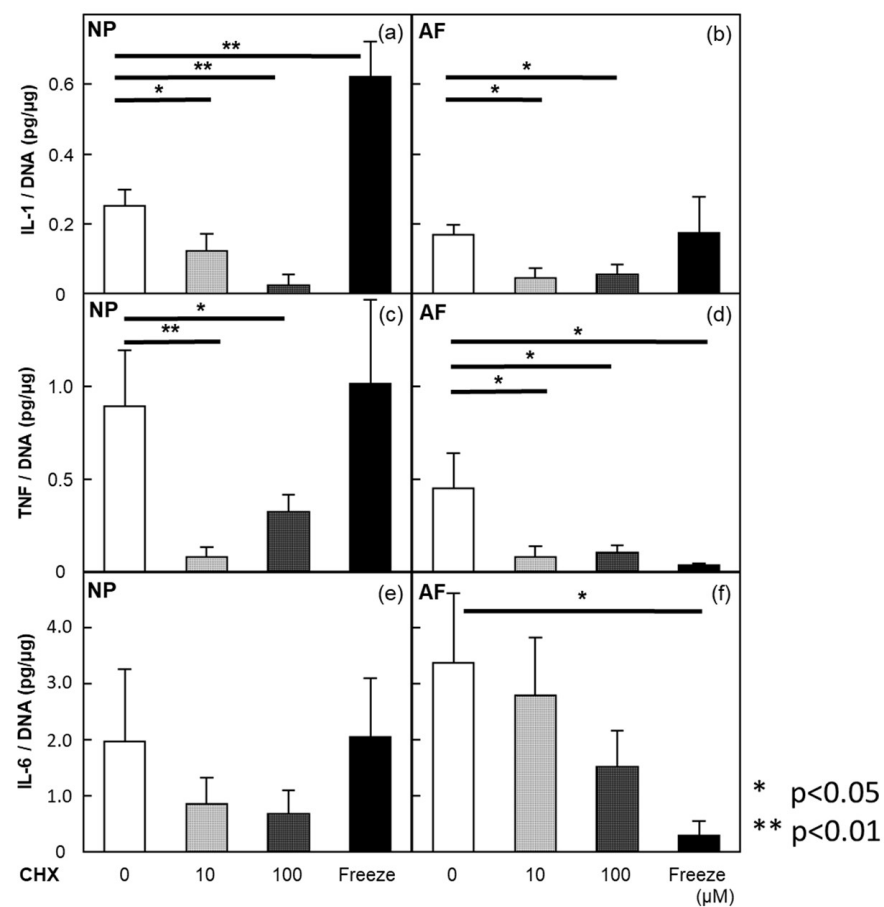 NP (a) AF (b)
** 
** *
* *
IL-1 / DNA (pg/µg)
0.6
0.4
0.2
0
NP (c) AF (d)
* *
** *
*
TNF / DNA (pg/µg)
1.0
0.5
0
NP (e) AF (f)
*
IL-6 / DNA (pg/µg)
4.0
3.0
2.0
1.0
0
* p<0.05
** p<0.01
CHX 0 10 100 Freeze 0 10 100 Freeze
(µM)